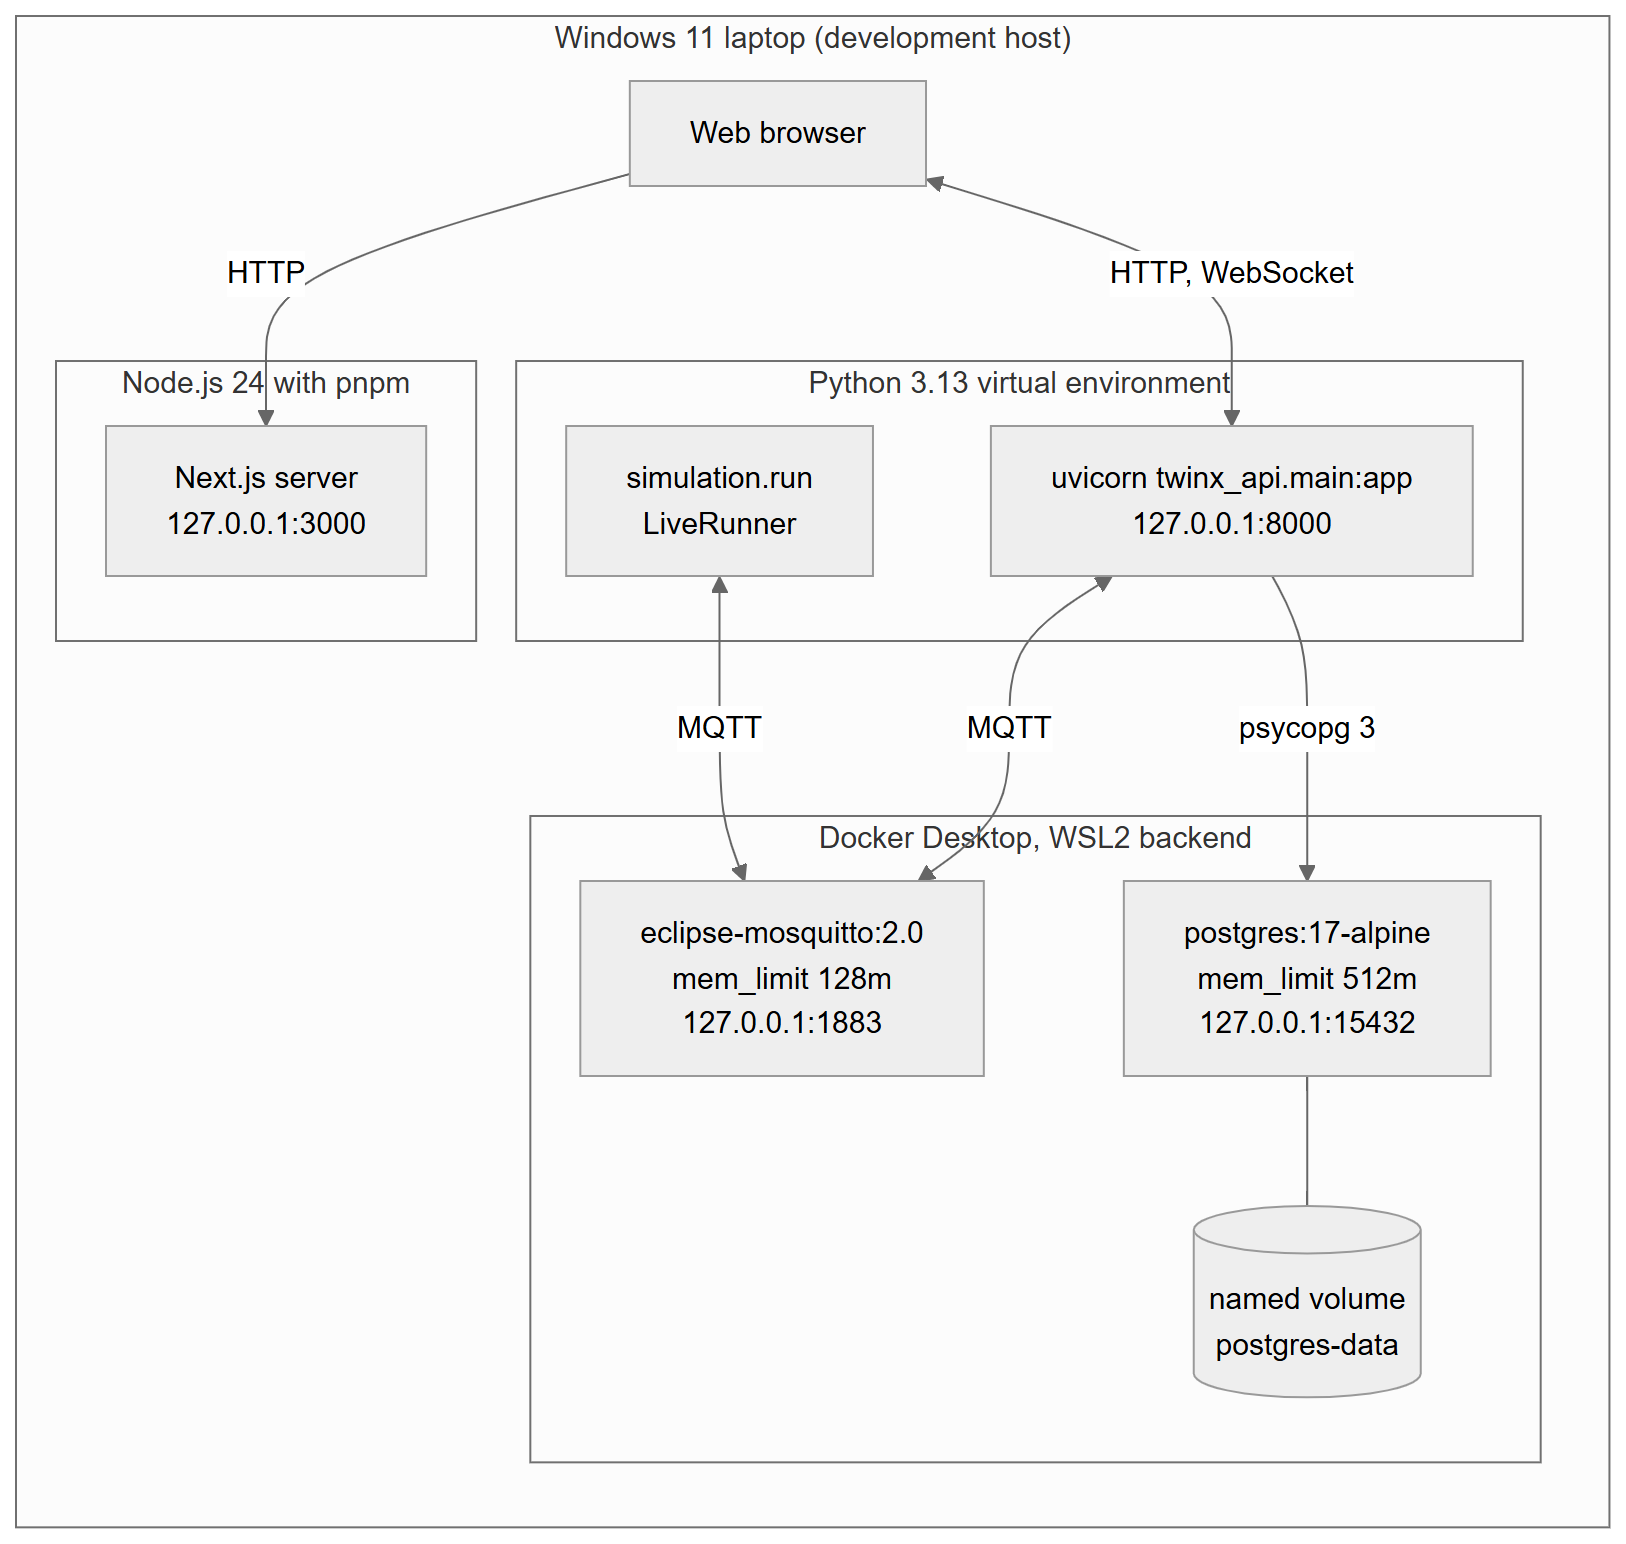 Windows 11 laptop (development host)
Web browser
HTTP
HTTP, WebSocket
Node.js 24 with pnpm
Python 3.13 virtual environment
Next.js server
127.0.0.1:3000
simulation.run
LiveRunner
uvicorn twinx_api.main:app
127.0.0.1:8000
MQTT
MQTT
psycopg 3
Docker Desktop, WSL2 backend
eclipse-mosquitto:2.0
mem_limit 128m
127.0.0.1:1883
postgres:17-alpine
mem_limit 512m
127.0.0.1:15432
named volume
postgres-data